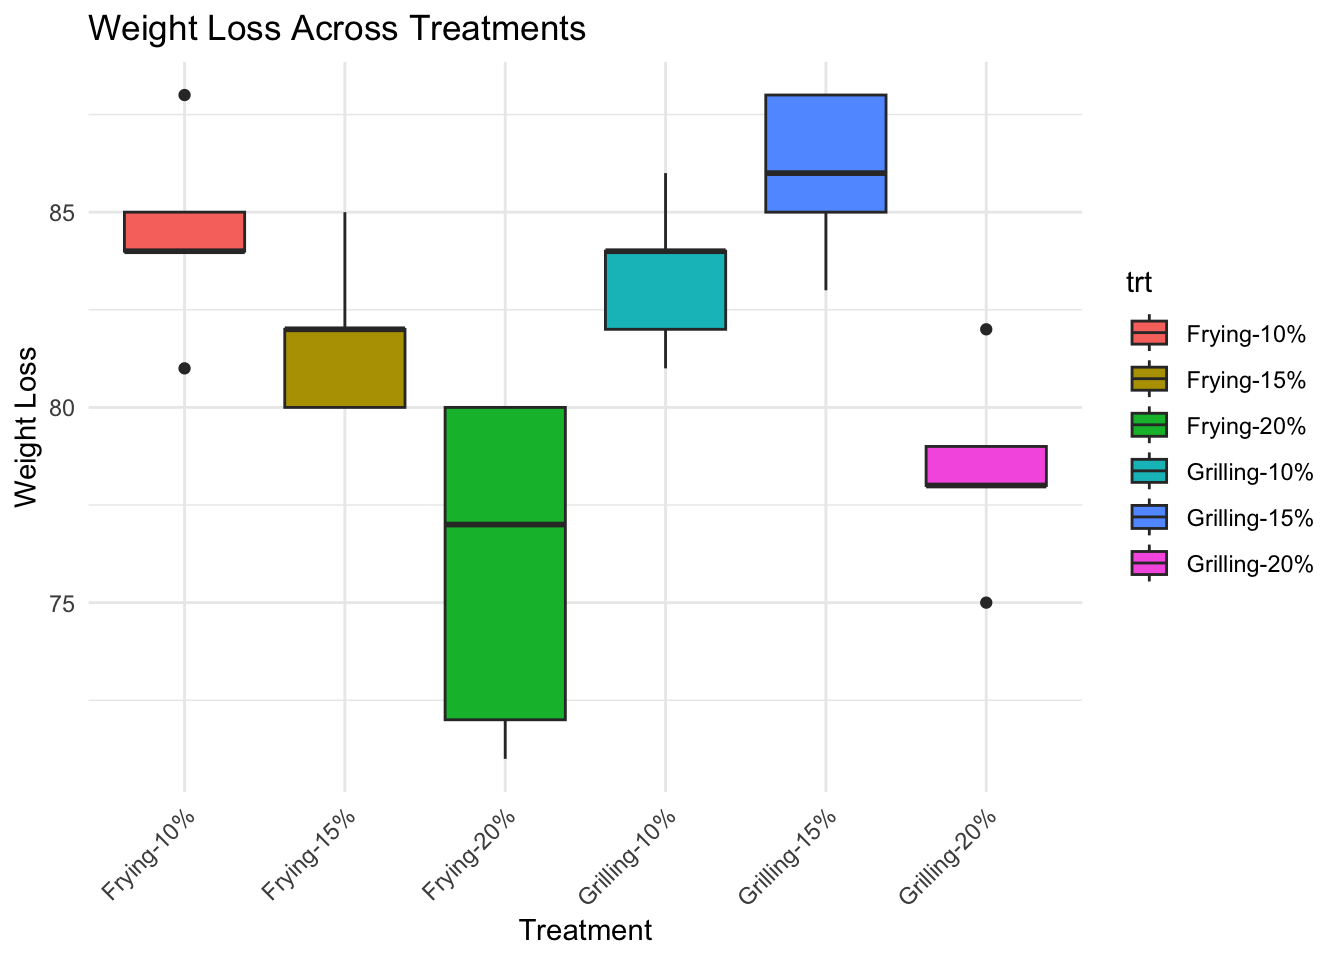 Weight Loss Across Treatments
Weight Loss
85
80
75
Frying-10%
Frying-15%
Frying-20%
Grilling-10%
Grilling-15%
Grilling-20%
Treatment
trt
Frying-10%
Frying-15%
Frying-20%
Grilling-10%
Grilling-15%
Grilling-20%